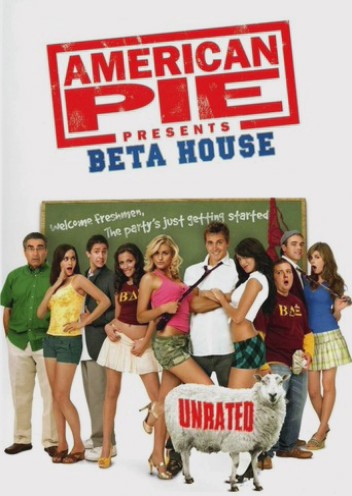 AMERICAN
PIE
PRESENTS
BETA HOUSE
Welcome freshmen,
The party's just getting started
UNRATED